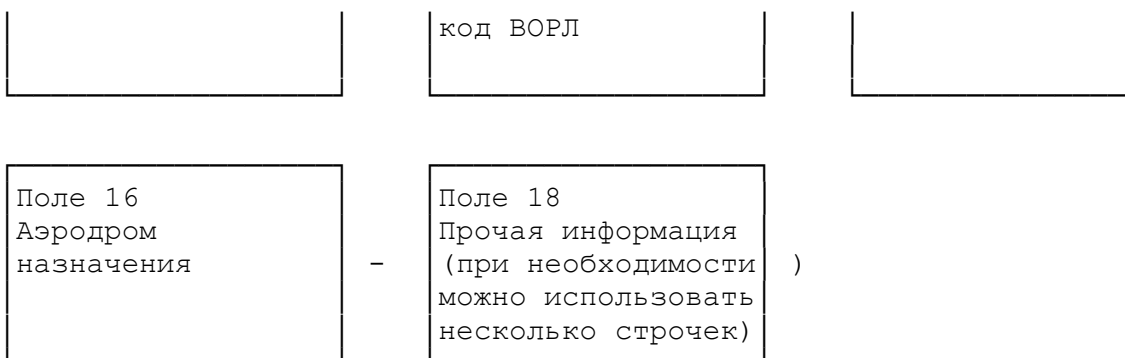 код ВОРЛ
Поле 16
Аэродром
назначения
-
Поле 18
Прочая информация
(при необходимости
можно использовать
несколько строчек)
)